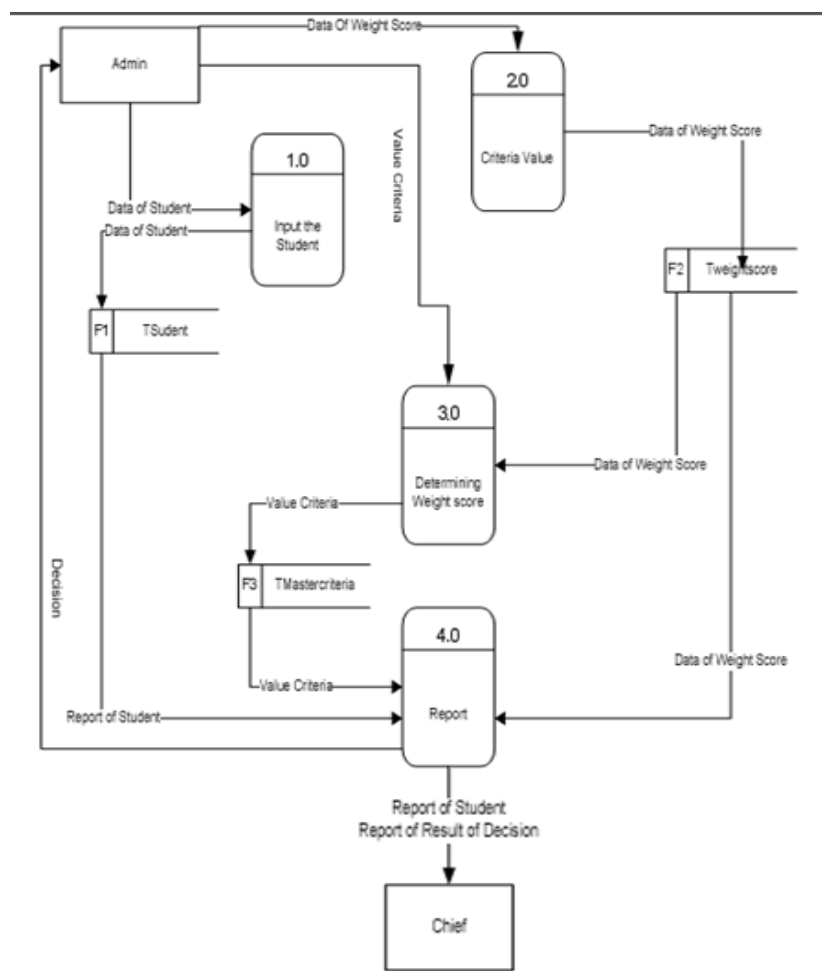 Data Of Weight Score
Admin
2.0
Criteria Value
Data of Weight Score
Value Criteria
1.0
Input the
Student
Data of Student
Data of Student
F2
Tweightscore
F1
TSudent
3.0
Determining
Weight score
Data of Weight Score
Value Criteria
F3
TMastercriteria
Decision
4.0
Report
Data of Weight Score
Value Criteria
Report of Student
Report of Student
Report of Result of Decision
Chief